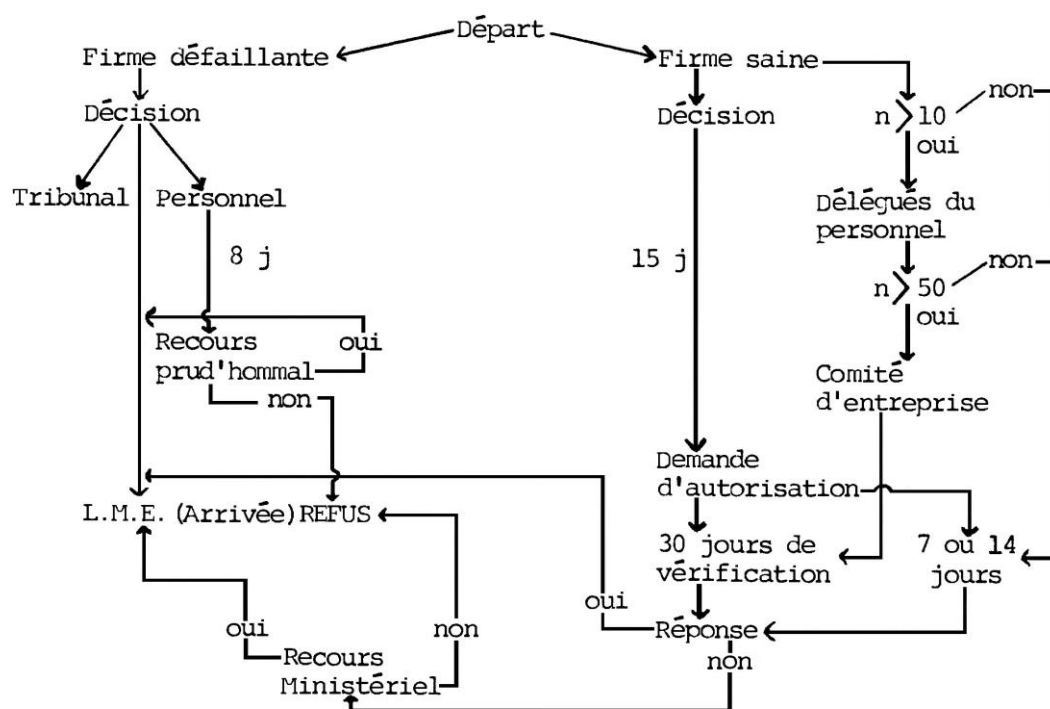 Départ
Firme défaillante
Firme saine
non
Décision
Décision
n > 10
oui
Tribunal
Personnel
Délégués du
personnel
8 j
15 j
non
n > 50
oui
Recours
prud'hommal
oui
non
Comité
d'entreprise
Demande
d'autorisation
L.M.E. (Arrivée) REFUS
30 jours de
vérification
7 ou 14
jours
oui
oui
non
Réponse
non
Recours
Ministériel